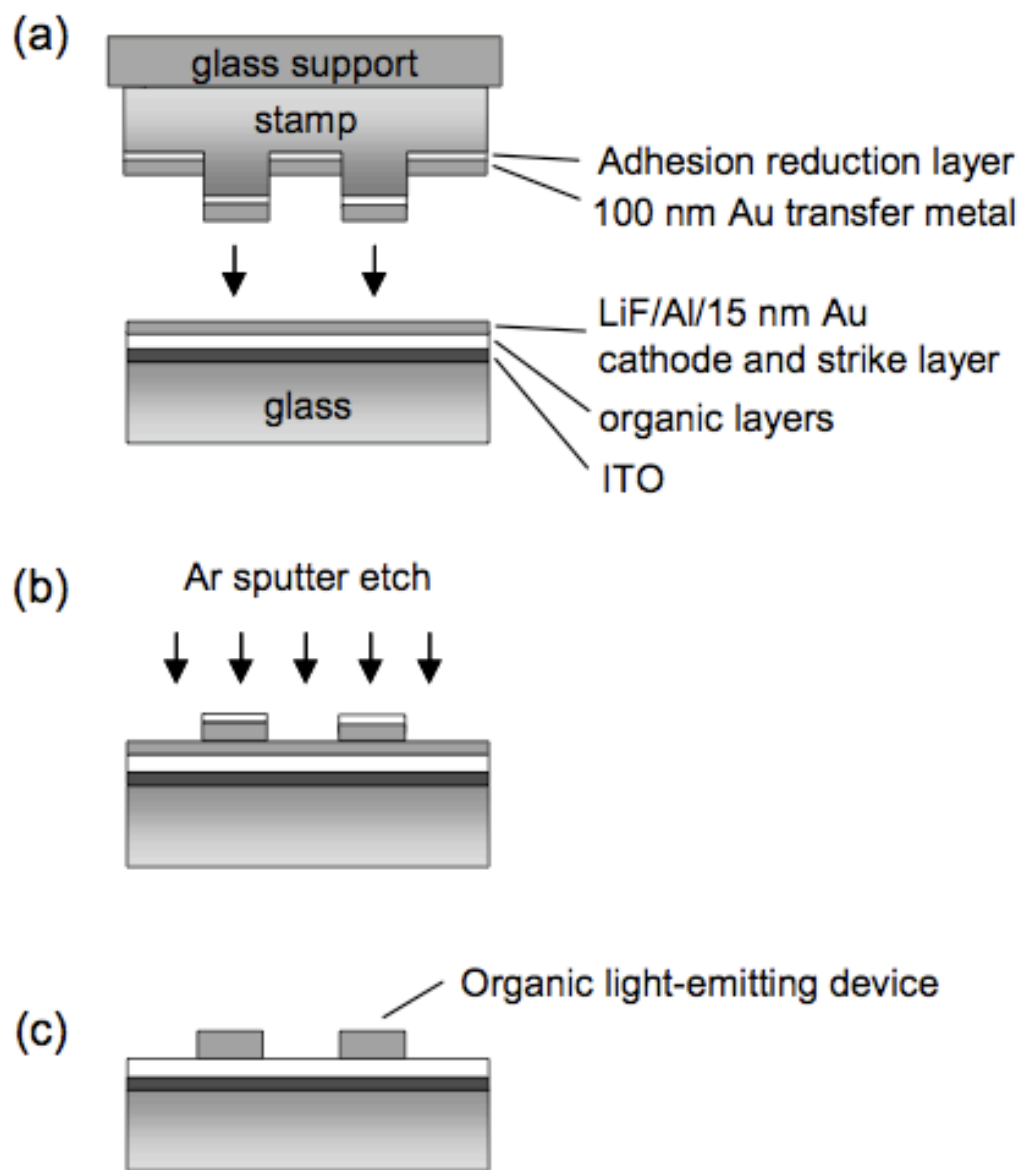 (a)
glass support
stamp
Adhesion reduction layer
100 nm Au transfer metal
LiF/Al/15 nm Au
cathode and strike layer
glass
organic layers
ITO
(b)
Ar sputter etch
Organic light-emitting device
(c)